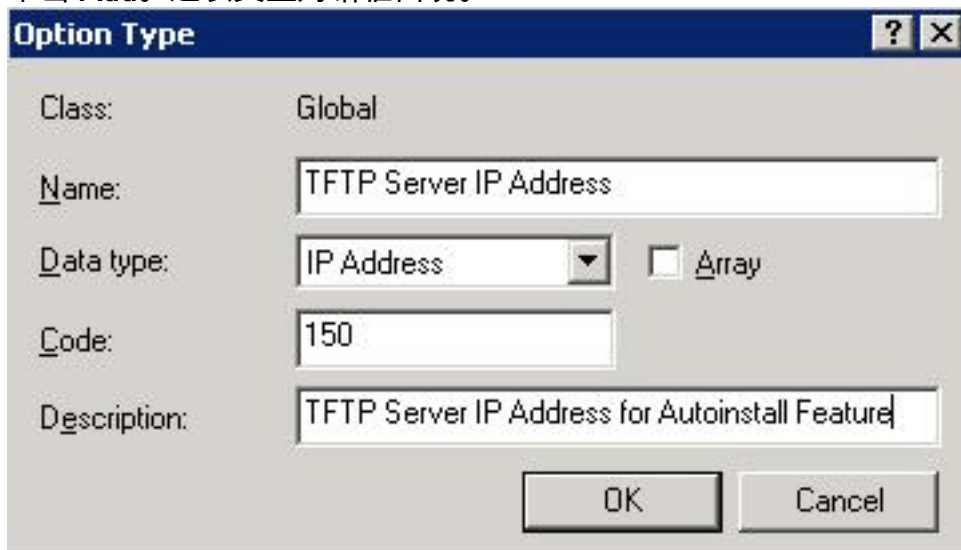 Option Type
Class: Global
Name: TFTP Server IP Address
Data type: IP Address Array
Code: 150
Description: TFTP Server IP Address for Autoinstall Feature
OK Cancel